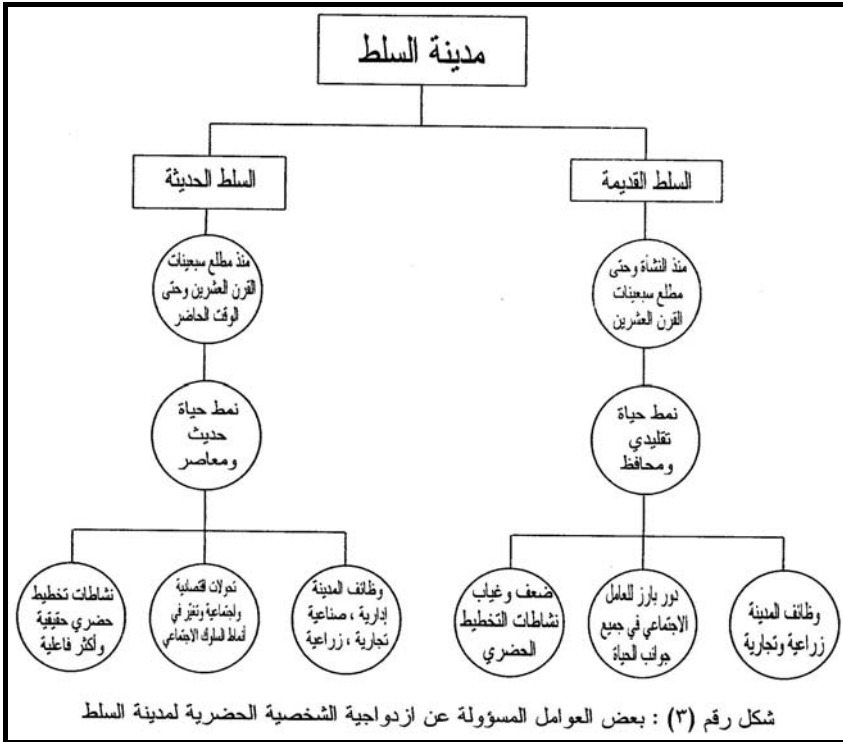 مدينة السلط
السلط القديمة
السلط الحديثة
منذ النشأة وحتى
مطلع سبعينات
القرن العشرين
منذ مطلع سبعينات
القرن العشرين وحتى
الوقت الحاضر
نمط حياة
تقليدي
ومحافظ
نمط حياة
حديث
ومعاصر
وظائف المدينة
زراعية وتجارية
دور بارز للعامل
الاجتماعي في جميع
جوانب الحياة
ضعف وغياب
نشاطات التخطيط
الحضري
وظائف المدينة
إدارية ، صناعية
تجارية ، زراعية
تحولات اقتصادية
واجتماعية وتغير في
أنماط السلوك الاجتماعي
نشاطات تخطيط
حضري حقيقية
وأكثر فاعلية
شكل رقم (٣) : بعض العوامل المسؤولة عن ازدواجية الشخصية الحضرية لمدينة السلط